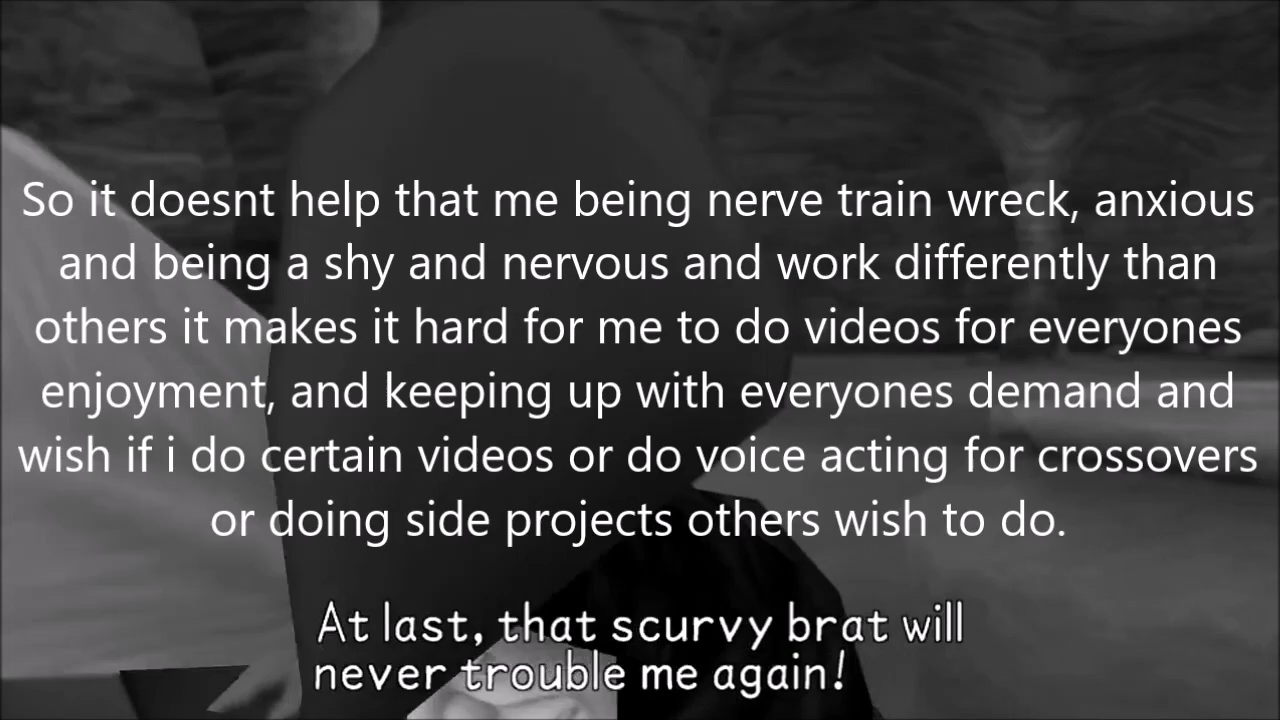 So it doesnt help that me being nerve train wreck, anxious
and being a shy and nervous and work differently than
others it makes it hard for me to do videos for everyones
enjoyment, and keeping up with everyones demand and
wish if i do certain videos or do voice acting for crossovers
or doing side projects others wish to do.
At last, that scurvy brat will
never trouble me again!